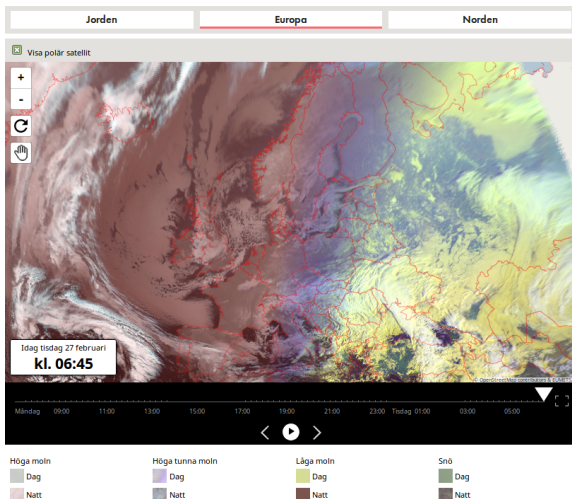 Jorden Europa Norden
Visa polär satellit
+
-
Idag tisdag 27 februari
kl. 06:45
© OpenStreetMap contributors &
Måndag 09:00 11:00 13:00 15:00 17:00 19:00 21:00 23:00 Tisdag 01:00 03:00 05:00
Höga moln Höga tunna moln Låga moln Snö
Dag Dag Dag Dag
Natt Natt Natt Natt